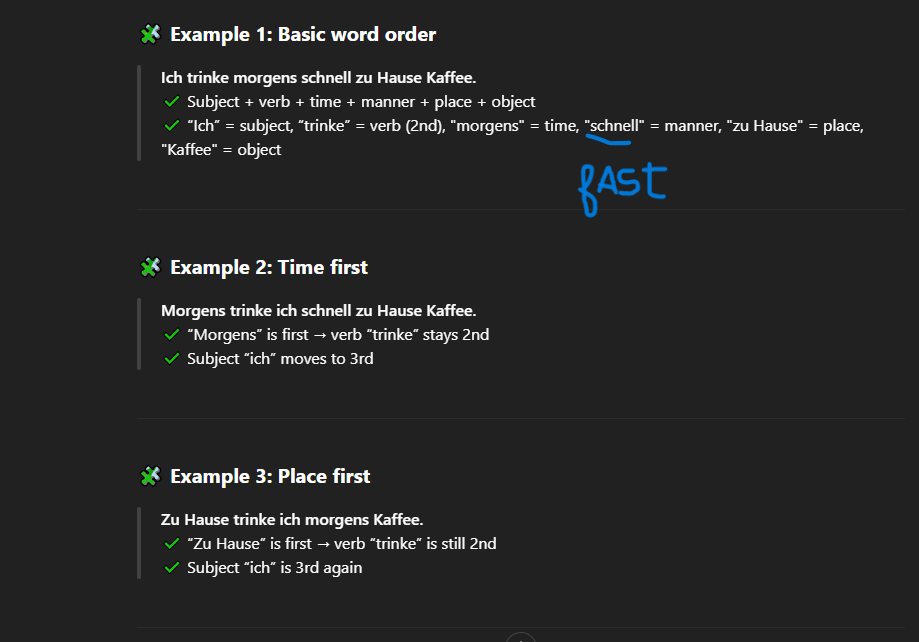 Example 1: Basic word order
Ich trinke morgens schnell zu Hause Kaffee.
Subject + verb + time + manner + place + object
“Ich” = subject, “trinke” = verb (2nd), "morgens" = time, "schnell" = manner, "zu Hause" = place,
"Kaffee" = object
fAST
Example 2: Time first
Morgens trinke ich schnell zu Hause Kaffee.
“Morgens” is first → verb “trinke” stays 2nd
Subject “ich” moves to 3rd
Example 3: Place first
Zu Hause trinke ich morgens Kaffee.
“Zu Hause” is first → verb “trinke” is still 2nd
Subject “ich” is 3rd again